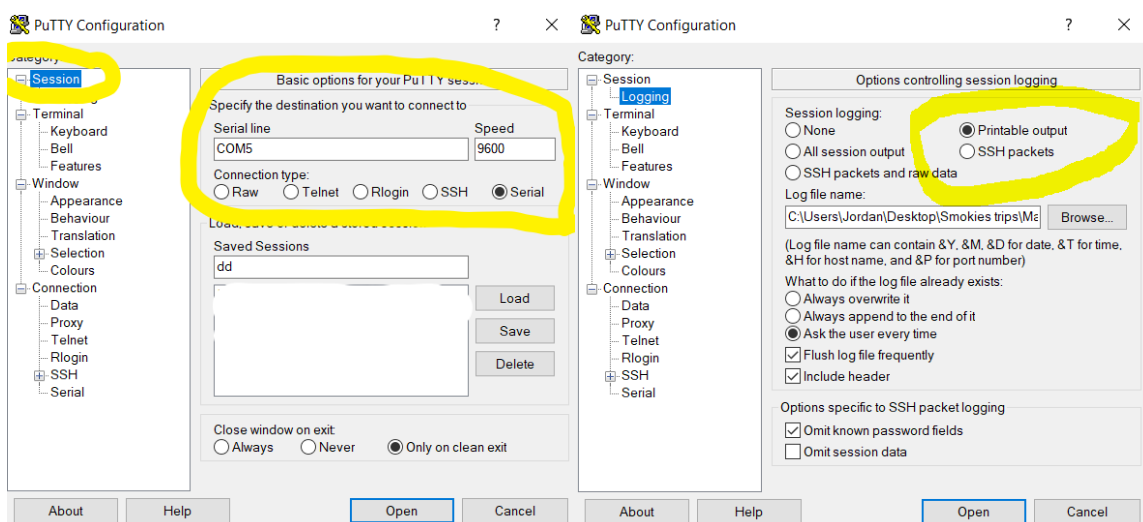 PuTTY Configuration
?
×
Session
Terminal
Keyboard
Bell
Features
Window
Appearance
Behaviour
Translation
Selection
Colours
Connection
Data
Proxy
Telnet
Rlogin
SSH
Serial
Basic options for your PuTTY
Specify the destination you want to connect to
Serial line
Speed
COM5
9600
Connection type:
Raw
Telnet
Rlogin
SSH
Serial
Saved Sessions
dd
Load
Save
Delete
Close window on exit:
Always
Never
Only on clean exit
About
Help
Open
Cancel
PuTTY Configuration
?
×
Category:
Session
Logging
Terminal
Keyboard
Bell
Features
Window
Appearance
Behaviour
Translation
Selection
Colours
Connection
Data
Proxy
Telnet
Rlogin
SSH
Serial
Options controlling session logging
Session logging:
None
Printable output
All session output
SSH packets
SSH packets and raw data
Log file name:
C:\Users\Jordan\Desktop\Smokies trips\Ma
Browse...
(Log file name can contain &Y, &M, &D for date, &T for time,
&H for host name, and &P for port number)
What to do if the log file already exists:
Always overwrite it
Always append to the end of it
Ask the user every time
Flush log file frequently
Include header
Options specific to SSH packet logging
Omit known password fields
Omit session data
About
Help
Open
Cancel